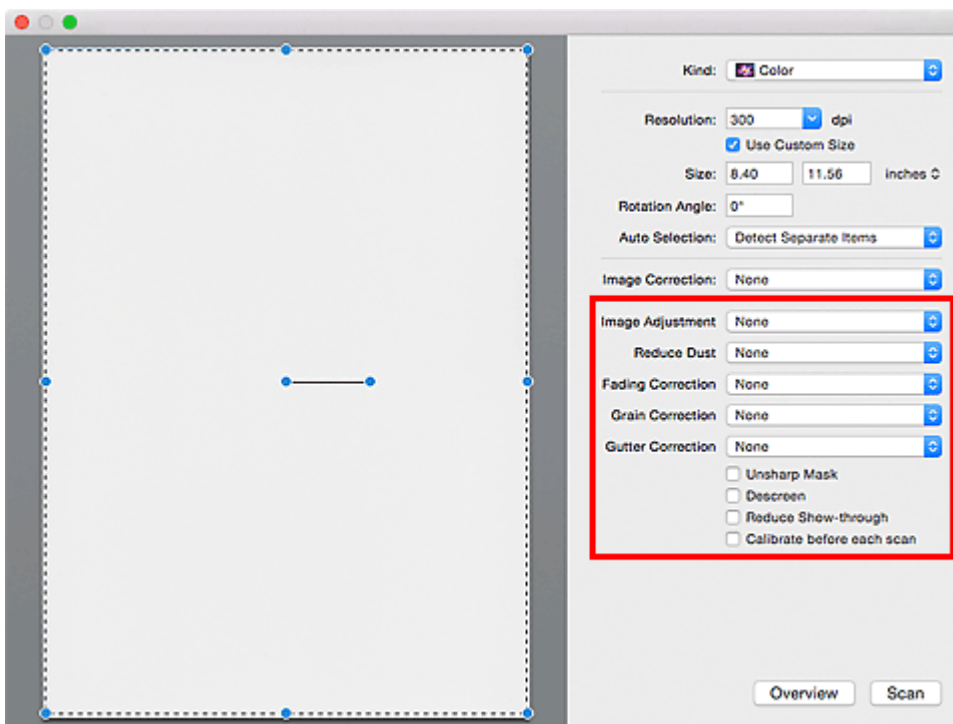 Kind: Color
Resolution: 300 dpi
Use Custom Size
Size: 8.40 11.56 inches
Rotation Angle: 0°
Auto Selection: Detect Separate Items
Image Correction: None
Image Adjustment None
Reduce Dust None
Fading Correction None
Grain Correction None
Gutter Correction None
Unsharp Mask
Descreen
Reduce Show-through
Calibrate before each scan
Overview Scan